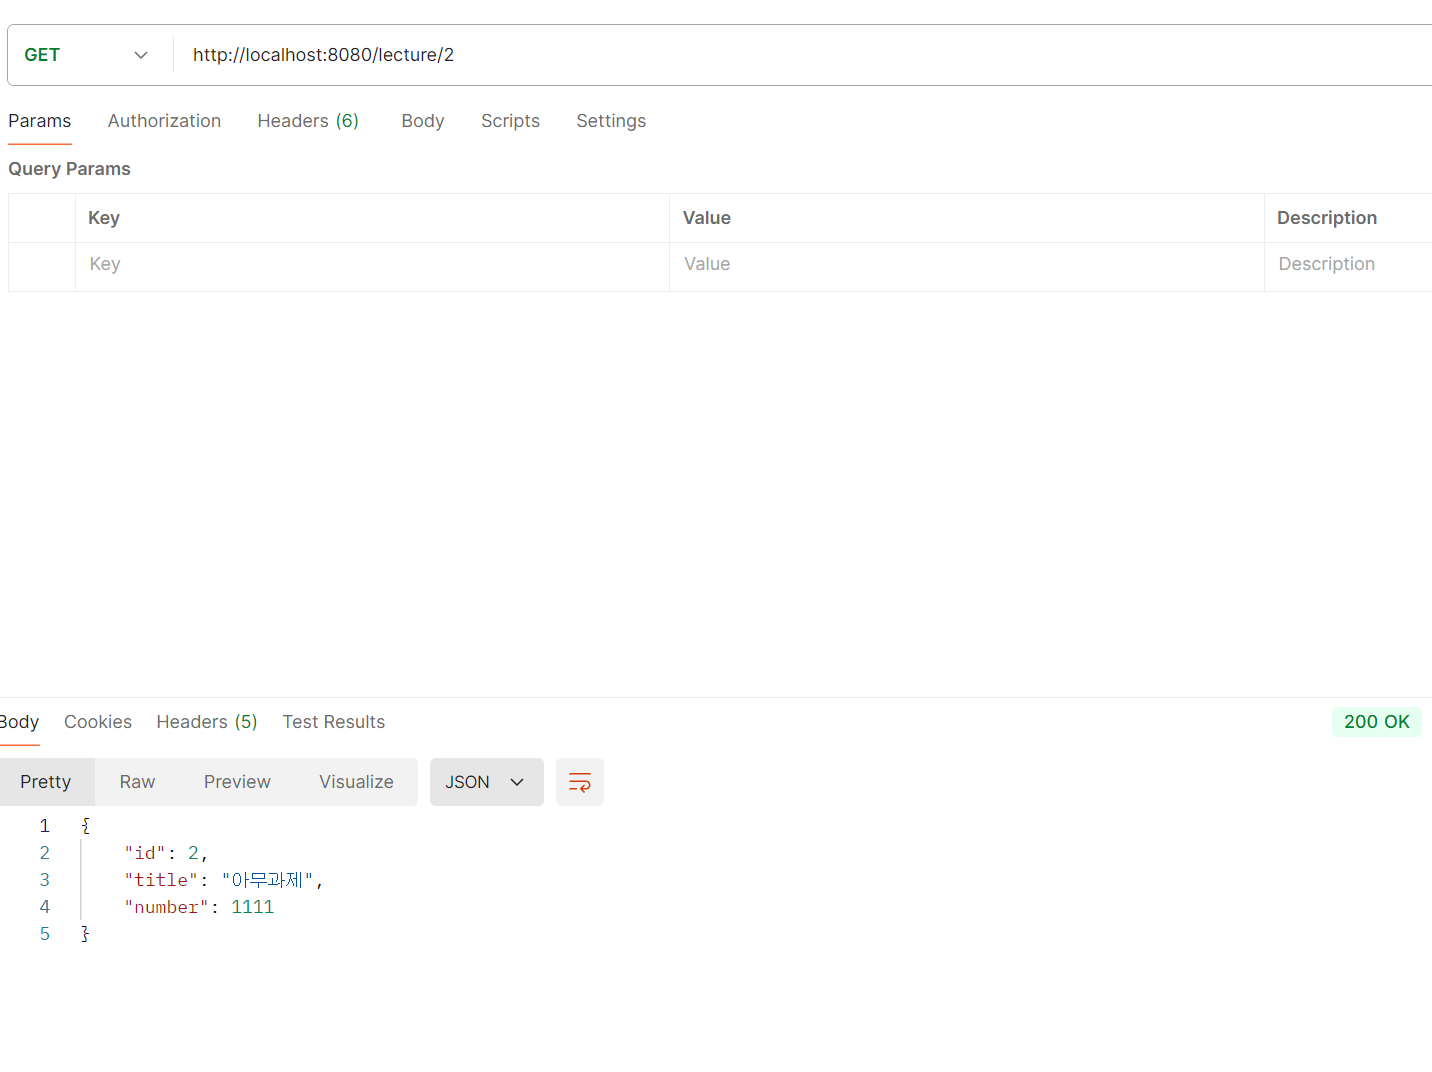 GET http://localhost:8080/lecture/2
Params Authorization Headers (6) Body Scripts Settings
Query Params
Key Value Description
Key Value Description
Body Cookies Headers (5) Test Results 200 OK
Pretty Raw Preview Visualize JSON
1 {
2 "id": 2,
3 "title": "아무과제",
4 "number": 1111
5 }